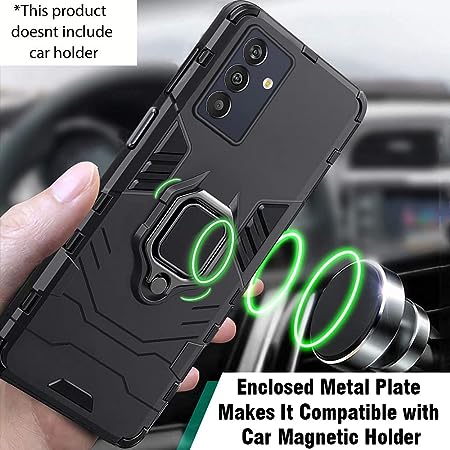 *This product
doesnt include
car holder
Enclosed Metal Plate
Makes It Compatible with
Car Magnetic Holder